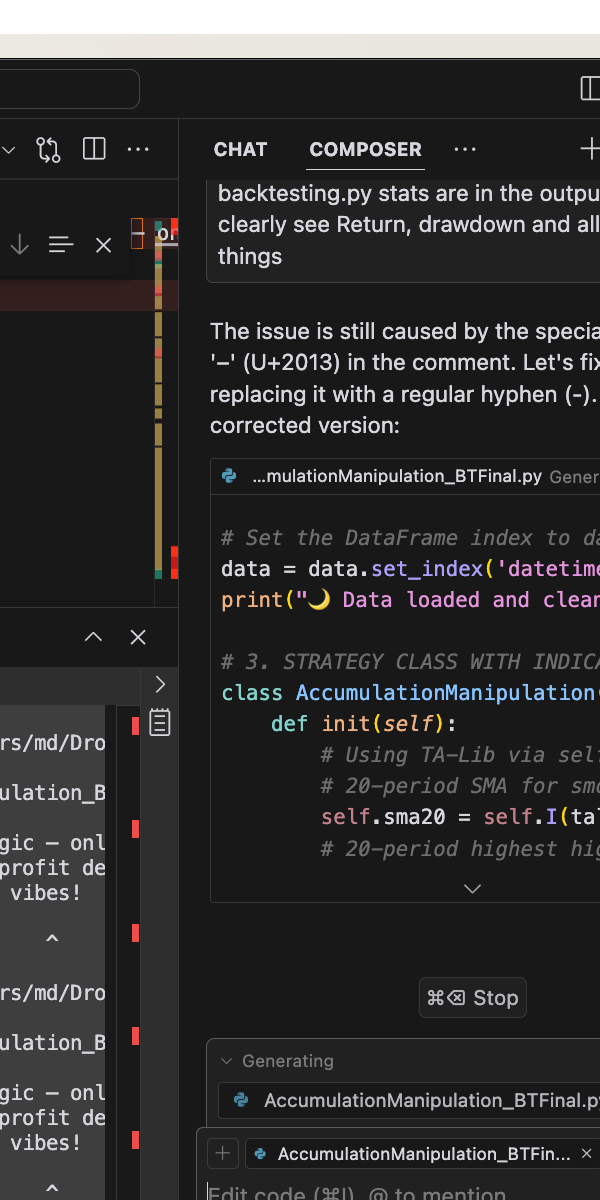 CHAT COMPOSER ...
— on
backtesting.py stats are in the outpu
clearly see Return, drawdown and all
things
The issue is still caused by the specia
'–' (U+2013) in the comment. Let's fix
replacing it with a regular hyphen (-).
corrected version:
...mulationManipulation_BTFinal.py Gener
# Set the DataFrame index to da
data = data.set_index('datetime
print("🌙 Data loaded and clean
# 3. STRATEGY CLASS WITH INDICA
class AccumulationManipulation(
def init(self):
# Using TA-Lib via self
# 20-period SMA for smo
self.sma20 = self.I(tal
# 20-period highest hig
⌘⌫ Stop
Generating
AccumulationManipulation_BTFinal.py
AccumulationManipulation_BTFin... ×
Edit code (⌘I), @ to mention
rs/md/Dro
ulation_B
gic – onl
profit de
vibes!
^
rs/md/Dro
ulation_B
gic – onl
profit de
vibes!
^